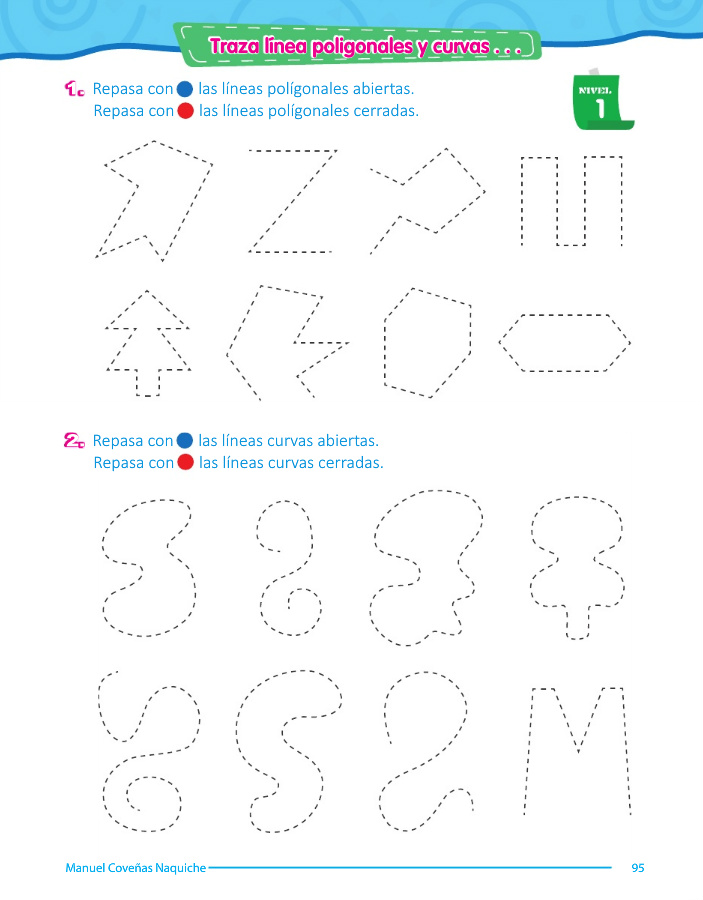 Traza línea poligonales y curvas . . .
1. Repasa con las líneas polígonales abiertas.
Repasa con las líneas polígonales cerradas.
NIVEL
1
2. Repasa con las líneas curvas abiertas.
Repasa con las líneas curvas cerradas.
Manuel Coveñas Naquiche 95